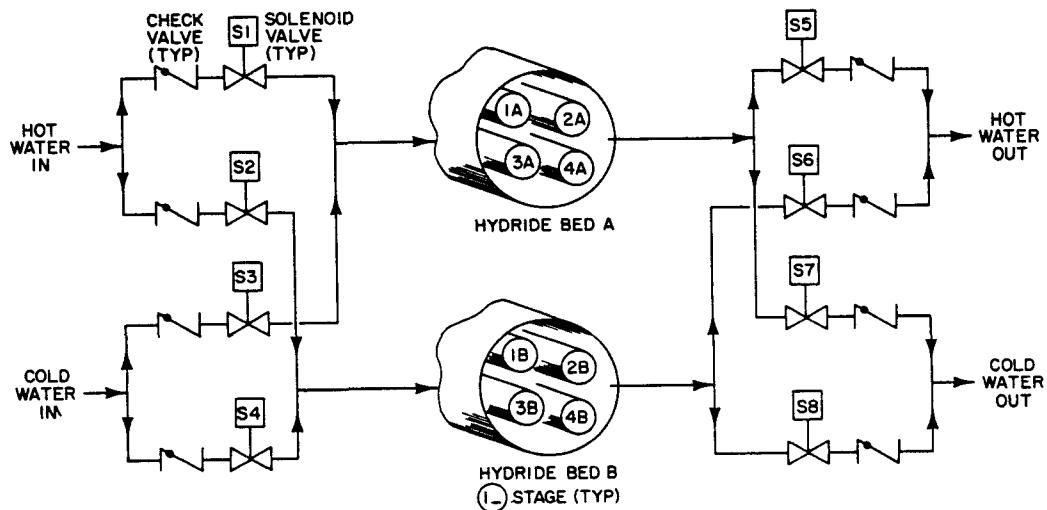 CHECK
VALVE
(TYP)
S1
SOLENOID
VALVE
(TYP)
S5
HOT
WATER
IN
1A
2A
3A
4A
HOT
WATER
OUT
S2
S6
HYDRIDE BED A
S3
S7
COLD
WATER
IN
1B
2B
3B
4B
COLD
WATER
OUT
S4
S8
HYDRIDE BED B
1_ STAGE (TYP)